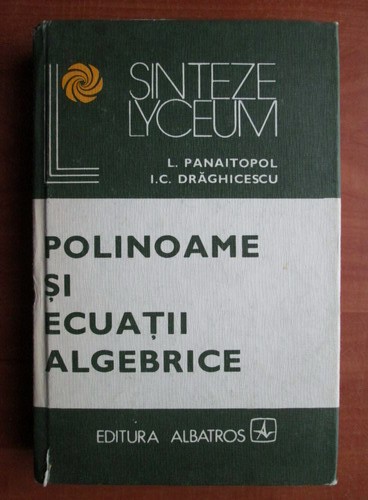 SINTEZE
LYCEUM
L. PANAITOPOL
I.C. DRĂGHICESCU
POLINOAME
ȘI
ECUAȚII
ALGEBRICE
EDITURA ALBATROS